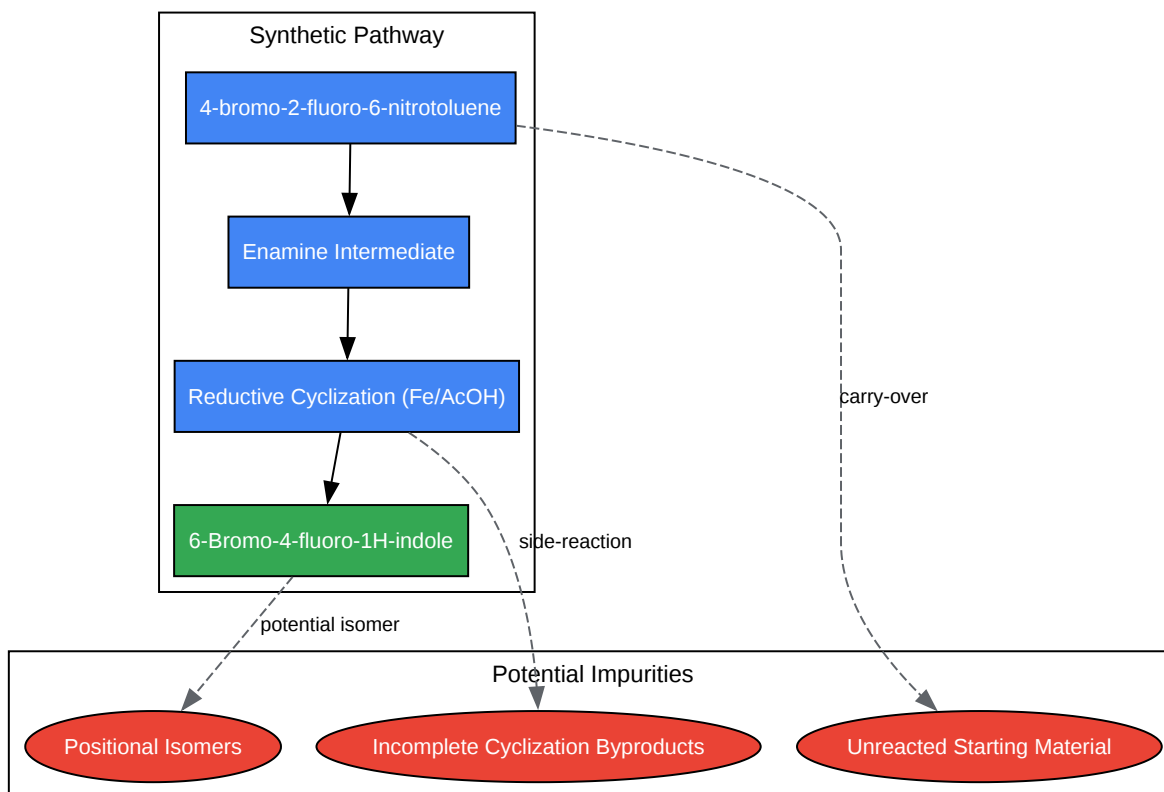 Synthetic Pathway
4-bromo-2-fluoro-6-nitrotoluene
Enamine Intermediate
Reductive Cyclization (Fe/AcOH)
carry-over
6-Bromo-4-fluoro-1H-indole
side-reaction
potential isomer
Potential Impurities
Positional Isomers
Incomplete Cyclization Byproducts
Unreacted Starting Material